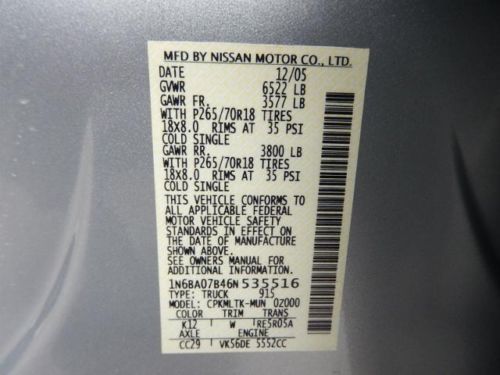 MFD BY NISSAN MOTOR CO., LTD.
DATE 12/05
GVWR 6522 LB
GAWR FR. 3577 LB
WITH P265/70R18 TIRES
18X8.0 RIMS AT 35 PSI
COLD SINGLE
GAWR RR. 3800 LB
WITH P265/70R18 TIRES
18X8.0 RIMS AT 35 PSI
COLD SINGLE
THIS VEHICLE CONFORMS TO
ALL APPLICABLE FEDERAL
MOTOR VEHICLE SAFETY
STANDARDS IN EFFECT ON
THE DATE OF MANUFACTURE
SHOWN ABOVE.
SEE OWNERS MANUAL FOR
ADDITIONAL INFORMATION
1N6BA07B46N535516
TYPE: TRUCK 915
MODEL: CPKMLTK-MUN 0Z000
COLOR TRIM TRANS
K12 W RE5R05A
AXLE ENGINE
CC29 VK56DE 5552CC